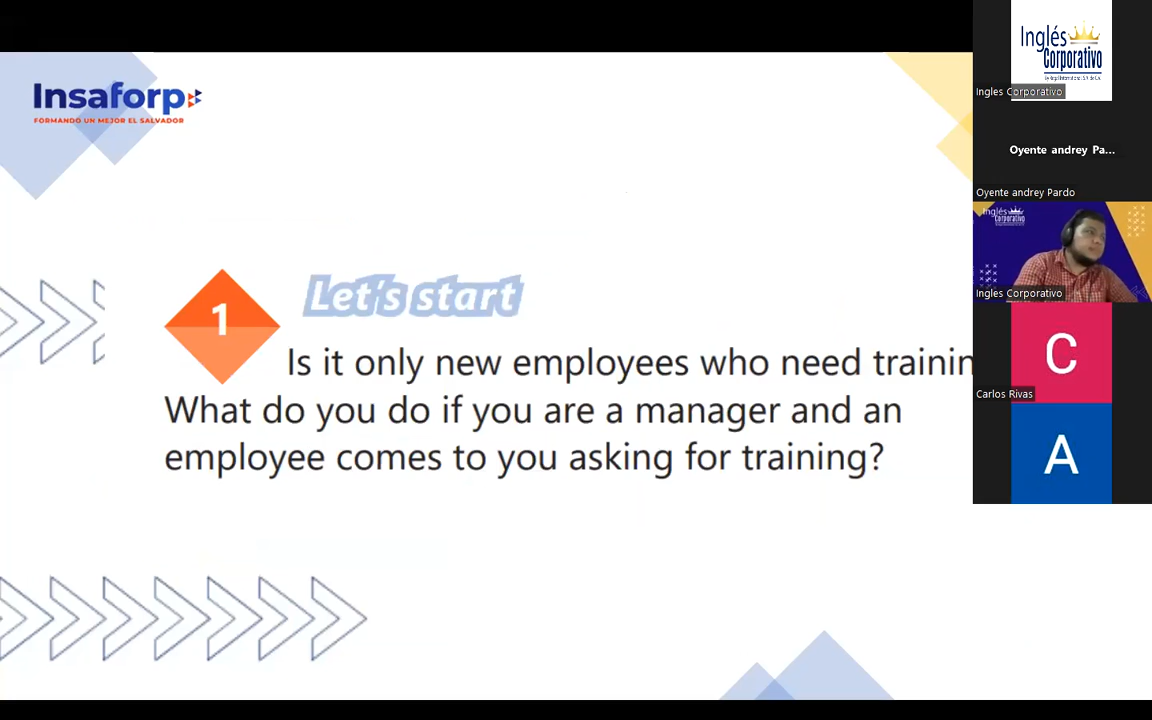 Insaforp
FORMANDO UN MEJOR EL SALVADOR
1
Let's start
Is it only new employees who need trainin
What do you do if you are a manager and an
employee comes to you asking for training?
Inglés
Corporativo
Ingles Corporativo
Oyente andrey Pa...
Oyente andrey Pardo
Inglés
Corporativo
Ingles Corporativo
C
Carlos Rivas
A